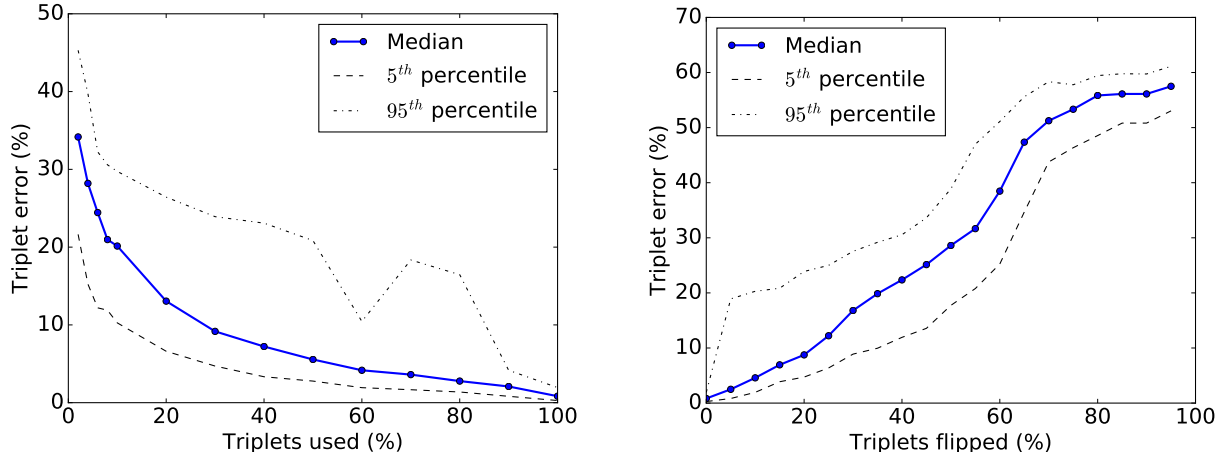 50
40
30
20
10
0
Triplet error (%)
0 20 40 60 80 100
Triplets used (%)
Median
5th percentile
95th percentile
70
60
50
40
30
20
10
0
Triplet error (%)
0 20 40 60 80 100
Triplets flipped (%)
Median
5th percentile
95th percentile